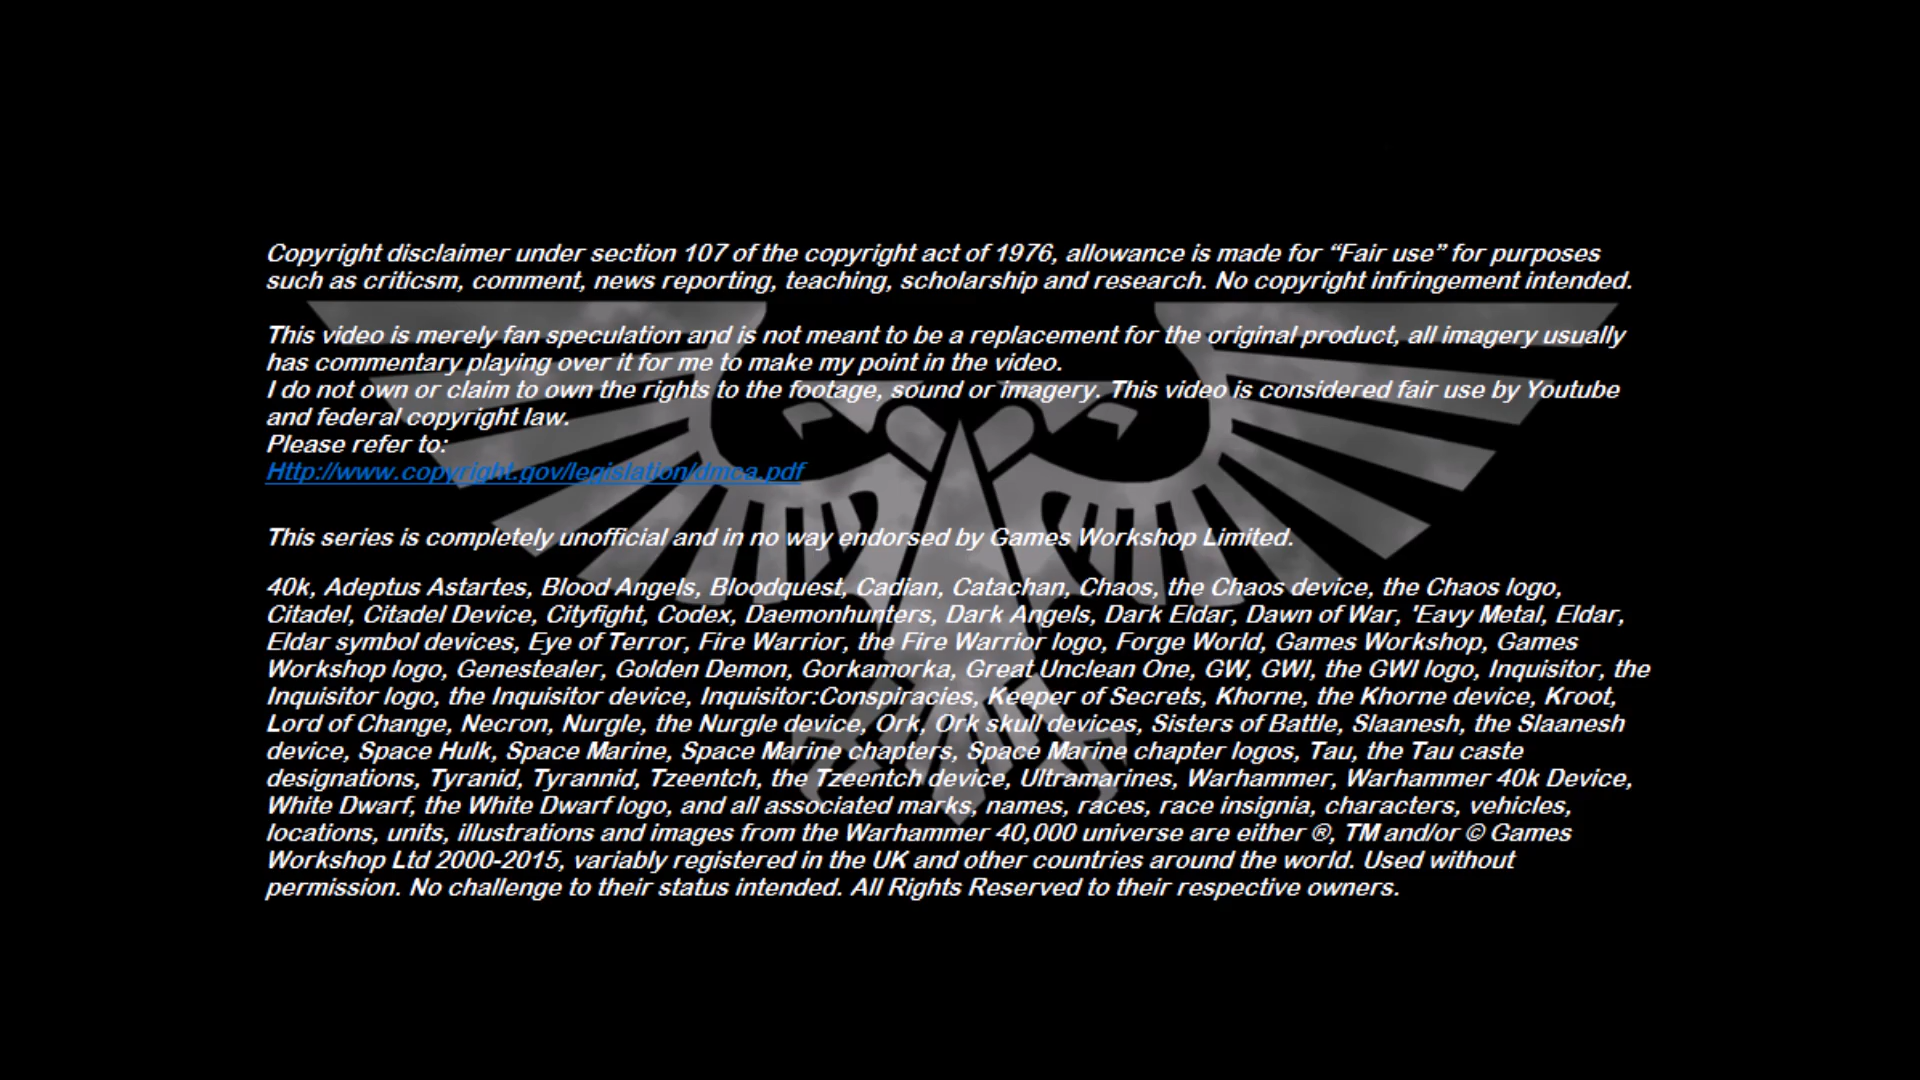 Copyright disclaimer under section 107 of the copyright act of 1976, allowance is made for “Fair use” for purposes
such as criticsm, comment, news reporting, teaching, scholarship and research. No copyright infringement intended.
This video is merely fan speculation and is not meant to be a replacement for the original product, all imagery usually
has commentary playing over it for me to make my point in the video.
I do not own or claim to own the rights to the footage, sound or imagery. This video is considered fair use by Youtube
and federal copyright law.
Please refer to:
Http://www.copyright.gov/legislation/dmca.pdf
This series is completely unofficial and in no way endorsed by Games Workshop Limited.
40k, Adeptus Astartes, Blood Angels, Bloodquest, Cadian, Catachan, Chaos, the Chaos device, the Chaos logo,
Citadel, Citadel Device, Cityfight, Codex, Daemonhunters, Dark Angels, Dark Eldar, Dawn of War, 'Eavy Metal, Eldar,
Eldar symbol devices, Eye of Terror, Fire Warrior, the Fire Warrior logo, Forge World, Games Workshop, Games
Workshop logo, Genestealer, Golden Demon, Gorkamorka, Great Unclean One, GW, GWI, the GWI logo, Inquisitor, the
Inquisitor logo, the Inquisitor device, Inquisitor:Conspiracies, Keeper of Secrets, Khorne, the Khorne device, Kroot,
Lord of Change, Necron, Nurgle, the Nurgle device, Ork, Ork skull devices, Sisters of Battle, Slaanesh, the Slaanesh
device, Space Hulk, Space Marine, Space Marine chapters, Space Marine chapter logos, Tau, the Tau caste
designations, Tyranid, Tyrannid, Tzeentch, the Tzeentch device, Ultramarines, Warhammer, Warhammer 40k Device,
White Dwarf, the White Dwarf logo, and all associated marks, names, races, race insignia, characters, vehicles,
locations, units, illustrations and images from the Warhammer 40,000 universe are either ®, TM and/or © Games
Workshop Ltd 2000-2015, variably registered in the UK and other countries around the world. Used without
permission. No challenge to their status intended. All Rights Reserved to their respective owners.